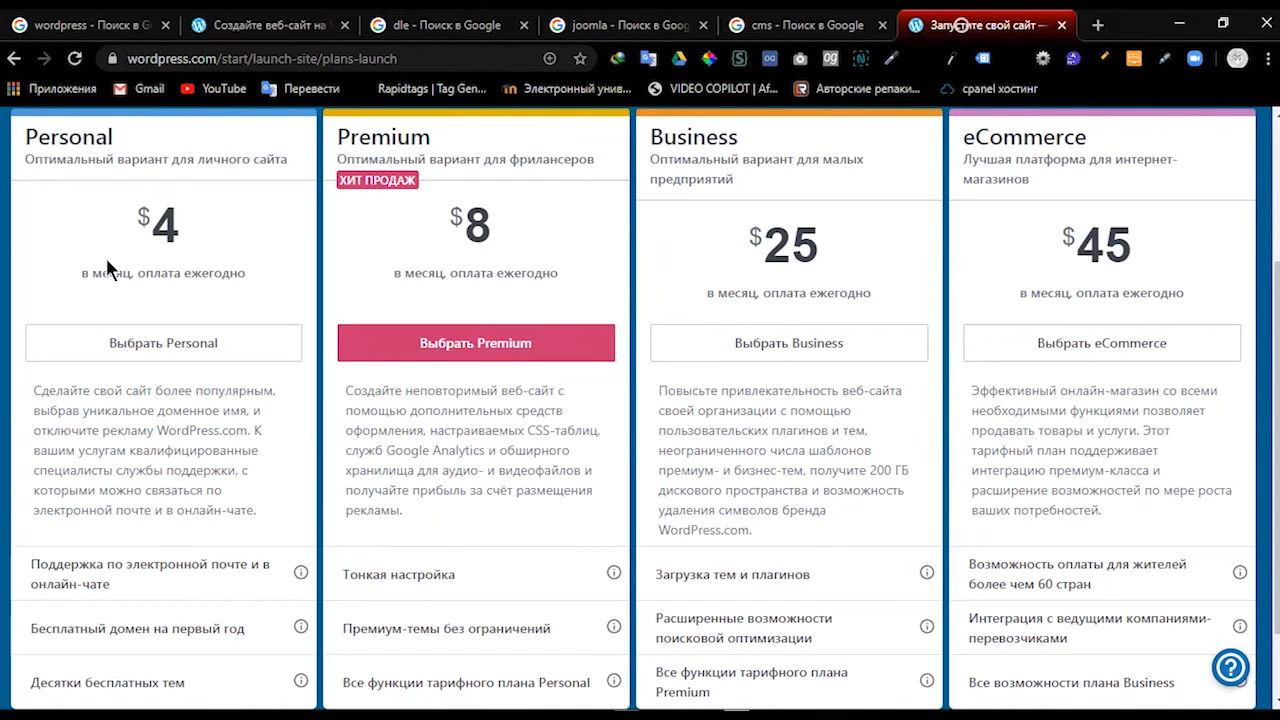 wordpress - Поиск в G
Создайте веб-сайт на
dle - Поиск в Google
joomla - Поиск в Goog
cms - Поиск в Google
Запустите свой сайт —
wordpress.com/start/launch-site/plans-launch
Приложения
Gmail
YouTube
Перевести
Rapidtags | Tag Gen...
Электронный унив...
VIDEO COPILOT | Af...
Авторские репаки...
cpanel хостинг
Personal
Оптимальный вариант для личного сайта
$4
в месяц, оплата ежегодно
Выбрать Personal
Сделайте свой сайт более популярным,
выбрав уникальное доменное имя, и
отключите рекламу WordPress.com. К
вашим услугам квалифицированные
специалисты службы поддержки, с
которыми можно связаться по
электронной почте и в онлайн-чате.
Поддержка по электронной почте и в
онлайн-чате
Бесплатный домен на первый год
Десятки бесплатных тем
Premium
Оптимальный вариант для фрилансеров
ХИТ ПРОДАЖ
$8
в месяц, оплата ежегодно
Выбрать Premium
Создайте неповторимый веб-сайт с
помощью дополнительных средств
оформления, настраиваемых CSS-таблиц,
служб Google Analytics и обширного
хранилища для аудио- и видеофайлов и
получайте прибыль за счёт размещения
рекламы.
Тонкая настройка
Премиум-темы без ограничений
Все функции тарифного плана Personal
Business
Оптимальный вариант для малых
предприятий
$25
в месяц, оплата ежегодно
Выбрать Business
Повысьте привлекательность веб-сайта
своей организации с помощью
пользовательских плагинов и тем,
неограниченного числа шаблонов
премиум- и бизнес-тем, получите 200 ГБ
дискового пространства и возможность
удаления символов бренда
WordPress.com.
Загрузка тем и плагинов
Расширенные возможности
поисковой оптимизации
Все функции тарифного плана
Premium
eCommerce
Лучшая платформа для интернет-
магазинов
$45
в месяц, оплата ежегодно
Выбрать eCommerce
Эффективный онлайн-магазин со всеми
необходимыми функциями позволяет
продавать товары и услуги. Этот
тарифный план поддерживает
интеграцию премиум-класса и
расширение возможностей по мере роста
ваших потребностей.
Возможность оплаты для жителей
более чем 60 стран
Интеграция с ведущими компаниями-
перевозчиками
Все возможности плана Business